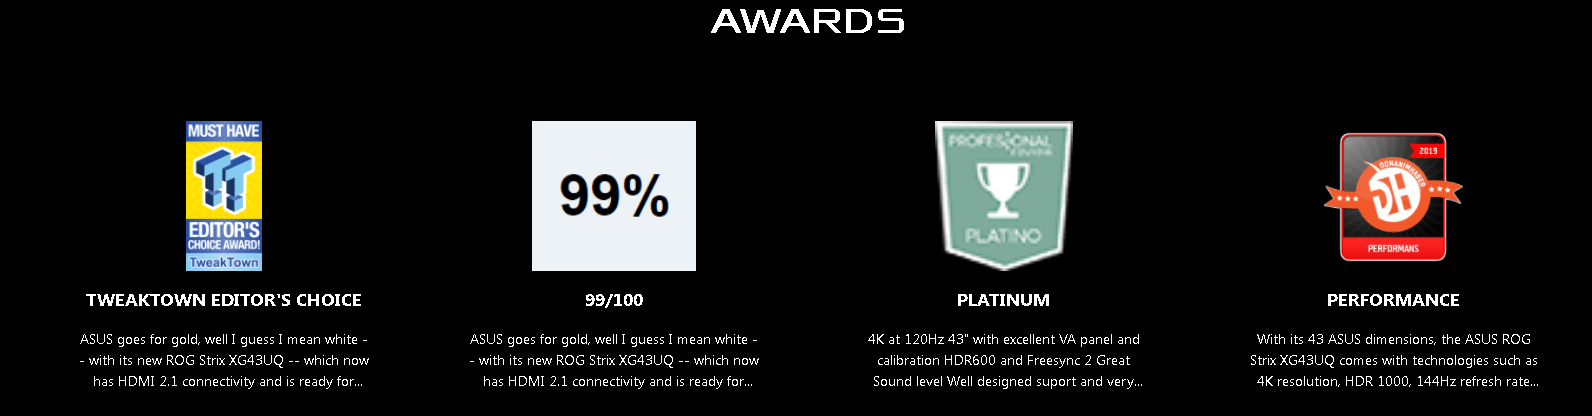 AWARDS
MUST HAVE
EDITOR'S
CHOICE AWARD!
TweakTown
TWEAKTOWN EDITOR'S CHOICE
ASUS goes for gold, well I guess I mean white -
- with its new ROG Strix XG43UQ -- which now
has HDMI 2.1 connectivity and is ready for...
99%
99/100
ASUS goes for gold, well I guess I mean white -
- with its new ROG Strix XG43UQ -- which now
has HDMI 2.1 connectivity and is ready for...
PROFESIONAL
PLATINO
PLATINUM
4K at 120Hz 43" with excellent VA panel and
calibration HDR600 and Freesync 2 Great
Sound level Well designed suport and very...
2019
DONANIMHABER
DH
PERFORMANS
PERFORMANCE
With its 43 ASUS dimensions, the ASUS ROG
Strix XG43UQ comes with technologies such as
4K resolution, HDR 1000, 144Hz refresh rate...